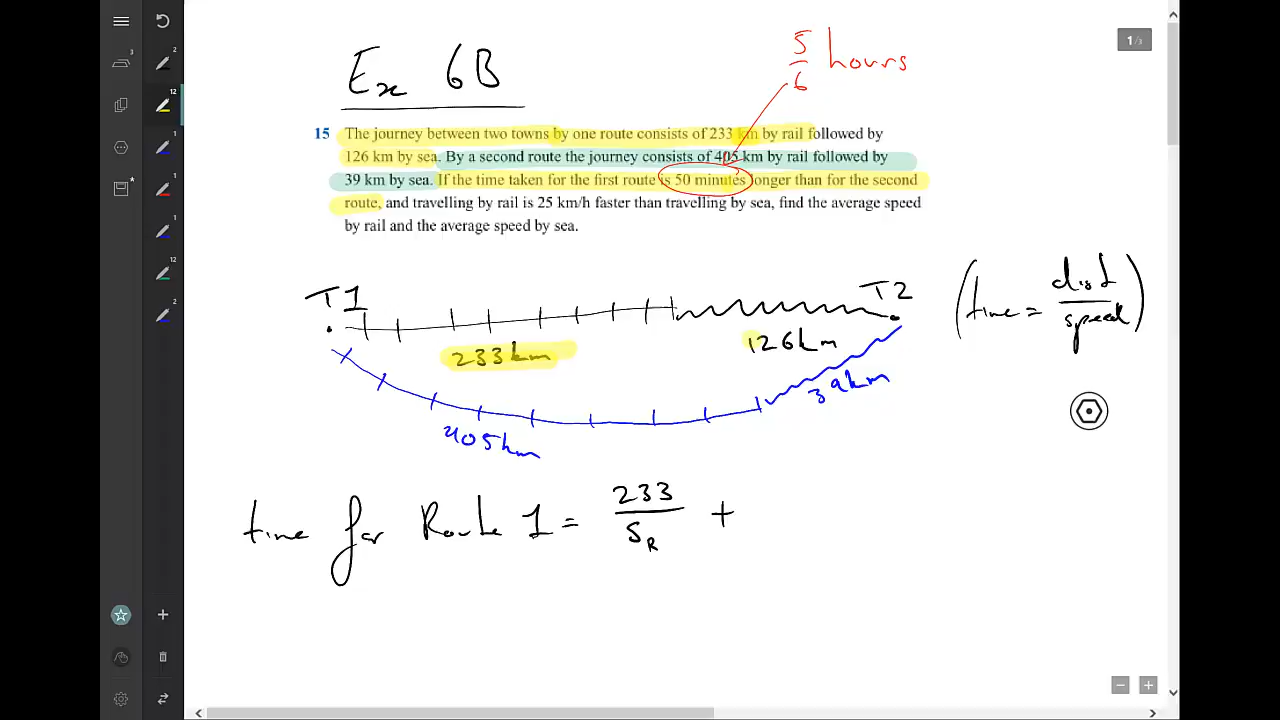 5/6 hours
Ex 6B
1/3
15 The journey between two towns by one route consists of 233 km by rail followed by
126 km by sea. By a second route the journey consists of 405 km by rail followed by
39 km by sea. If the time taken for the first route is 50 minutes longer than for the second
route, and travelling by rail is 25 km/h faster than travelling by sea, find the average speed
by rail and the average speed by sea.
T1
T2
(time = dist/speed)
233km
126km
39km
405km
time for Route 1 = 233/S_R +